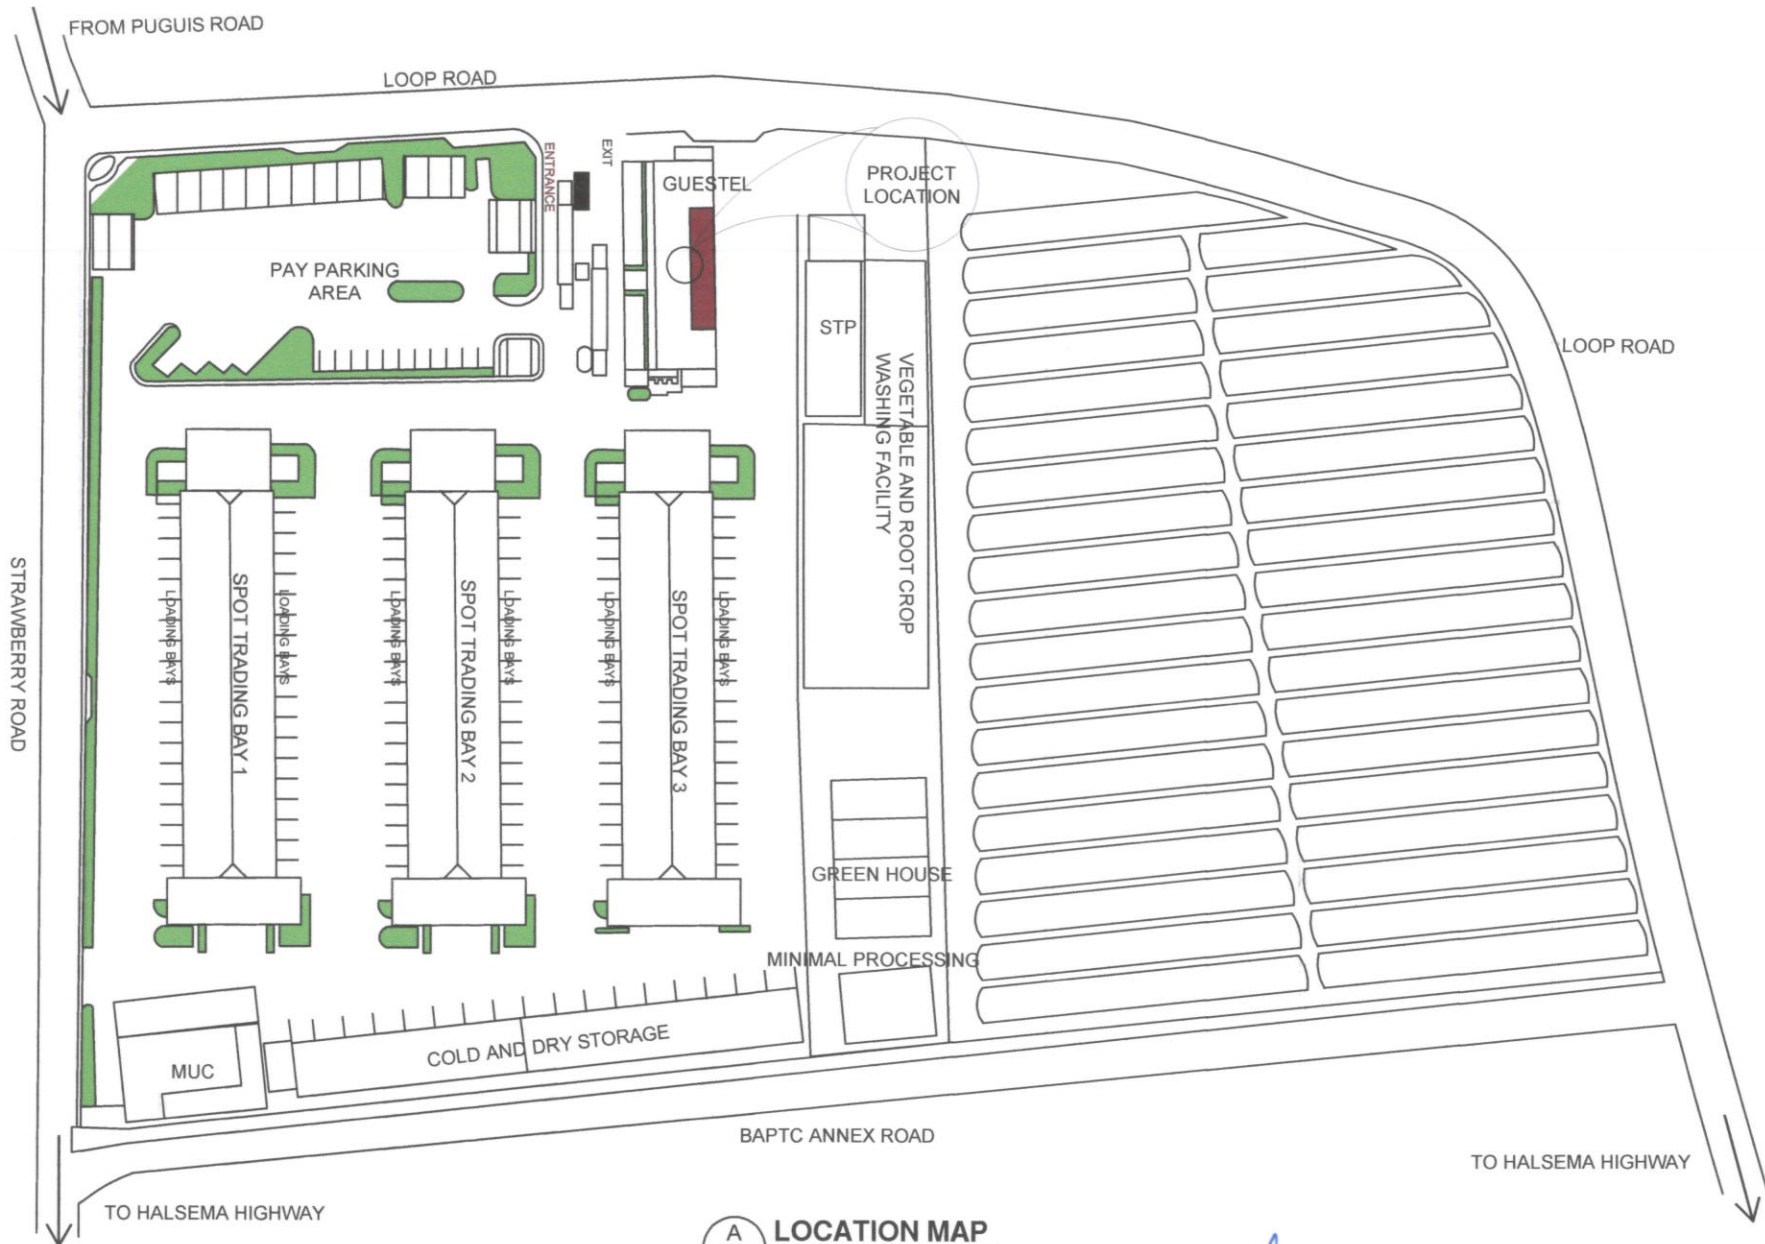 FROM PUGUIS ROAD
LOOP ROAD
ENTRANCE
EXIT
GUESTEL
PROJECT
LOCATION
PAY PARKING
AREA
STP
VEGETABLE AND ROOT CROP
WASHING FACILITY
LOOP ROAD
STRAWBERRY ROAD
LOADING BAYS
SPOT TRADING BAY 1
LOADING BAYS
LOADING BAYS
SPOT TRADING BAY 2
LOADING BAYS
LOADING BAYS
SPOT TRADING BAY 3
LOADING BAYS
GREEN HOUSE
MINIMAL PROCESSING
COLD AND DRY STORAGE
MUC
BAPTC ANNEX ROAD
TO HALSEMA HIGHWAY
TO HALSEMA HIGHWAY
A
LOCATION MAP